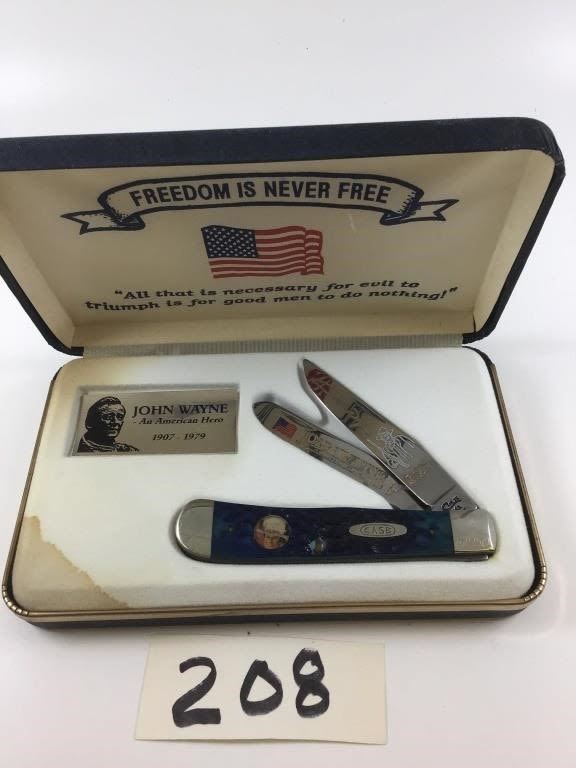 FREEDOM IS NEVER FREE
"All that is necessary for evil to
triumph is for good men to do nothing!"
JOHN WAYNE
- An American Hero
1907 - 1979
CASE
208